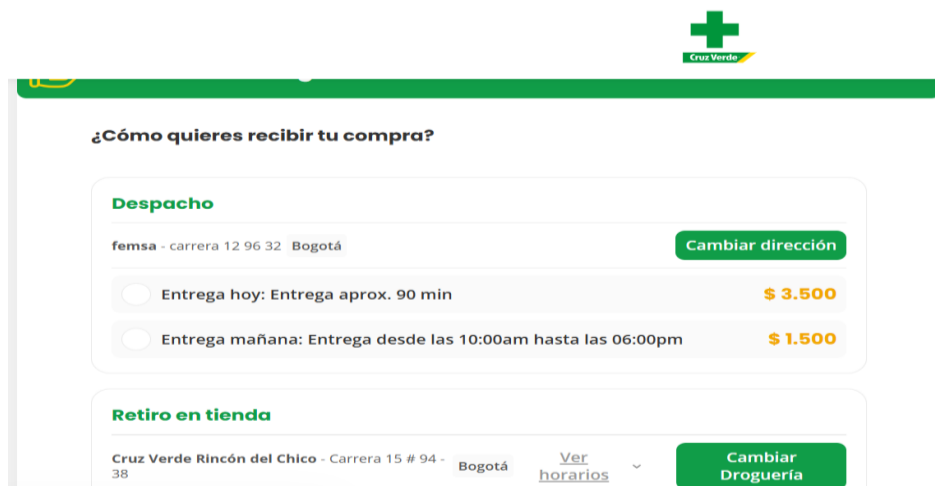 Cruz Verde
¿Cómo quieres recibir tu compra?
Despacho
femsa - carrera 12 96 32 Bogotá
Cambiar dirección
Entrega hoy: Entrega aprox. 90 min $ 3.500
Entrega mañana: Entrega desde las 10:00am hasta las 06:00pm $ 1.500
Retiro en tienda
Cruz Verde Rincón del Chico - Carrera 15 # 94 -
38
Bogotá
Ver
horarios
Cambiar
Droguería